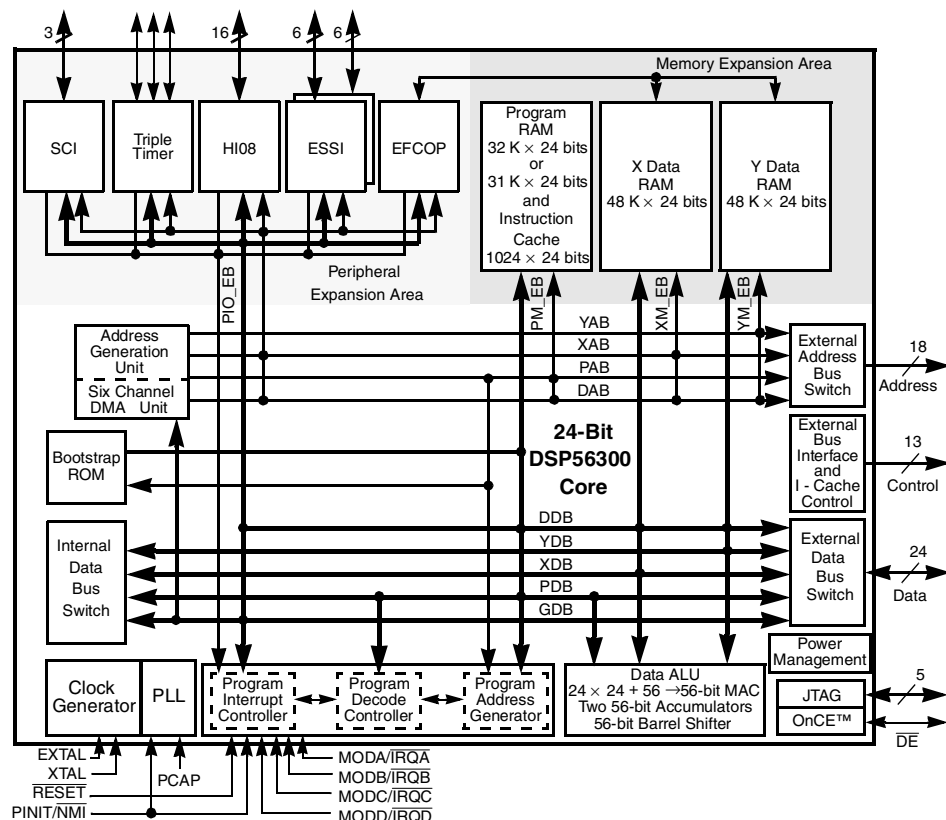 3
16
6
6
Memory Expansion Area
SCI
Triple
Timer
HI08
ESSI
EFCOP
Program
RAM
32 K × 24 bits
or
31 K × 24 bits
and
Instruction
Cache
1024 × 24 bits
X Data
RAM
48 K × 24 bits
Y Data
RAM
48 K × 24 bits
Peripheral
Expansion Area
PIO_EB
PM_EB
XM_EB
YM_EB
Address
Generation
Unit
Six Channel
DMA Unit
YAB
XAB
PAB
DAB
External
Address
Bus
Switch
18
Address
Bootstrap
ROM
24-Bit
DSP56300
Core
External
Bus
Interface
and
I - Cache
Control
13
Control
Internal
Data
Bus
Switch
DDB
YDB
XDB
PDB
GDB
External
Data
Bus
Switch
24
Data
Power
Management
Clock
Generator
PLL
Program
Interrupt
Controller
Program
Decode
Controller
Program
Address
Generator
Data ALU
24 × 24 + 56 →56-bit MAC
Two 56-bit Accumulators
56-bit Barrel Shifter
JTAG
OnCE™
5
DE
EXTAL
XTAL
RESET
PINIT/NMI
PCAP
MODA/IRQA
MODB/IRQB
MODC/IRQC
MODD/IRQD